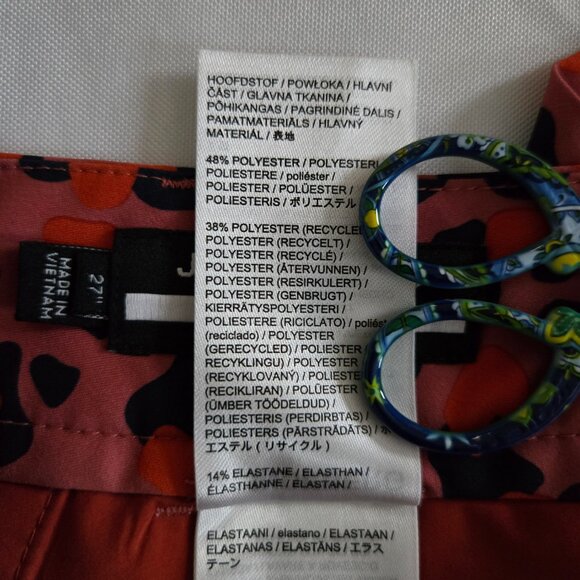 HOOFDSTOF / POWŁOKA / HLAVNÍ
ČÁST / GLAVNA TKANINA /
PÕHIKANGAS / PAGRINDINĖ DALIS /
PAMATMATERIĀLS / HLAVNÝ
MATERIÁL / 表地
48% POLYESTER / POLYESTERI
POLIESTERE / poliéster /
POLIESTER / POLÜESTER /
POLIESTERIS / ポリエステル
38% POLYESTER (RECYCLED
POLYESTER (RECYCELT) /
POLYESTER (RECYCLÉ) /
POLYESTER (ÅTERVUNNEN) /
POLYESTER (RESIRKULERT) /
POLYESTER (GENBRUGT) /
KIERRÄTYSPOLYESTERI /
POLIESTERE (RICICLATO) / poliés
(reciclado) / POLYESTER
(GERECYCLED) / POLIESTER
RECYKLINGU) / POLYESTER
(RECYKLOVANÝ) /
(RECIKLIRAN) / POLÜESTER
(ÜMBER TÖÖDELDUD) /
POLIESTERIS (PERDIRBTAS) /
POLIESTERS (PĀRSTRĀDĀTS) / ポ
エステル ( リサイクル )
14% ELASTANE / ELASTHAN /
ÉLASTHANNE / ELASTAN /
ELASTAANI / elastano / ELASTAAN /
ELASTANAS / ELASTĀNS / エラス
テーン
MADE IN
VIETNAM
27"
J